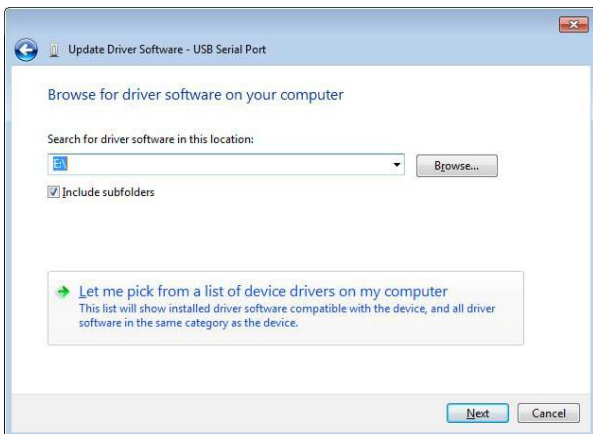 Update Driver Software - USB Serial Port
Browse for driver software on your computer
Search for driver software in this location:
E:\
Browse...
Include subfolders
Let me pick from a list of device drivers on my computer
This list will show installed driver software compatible with the device, and all driver
software in the same category as the device.
Next
Cancel